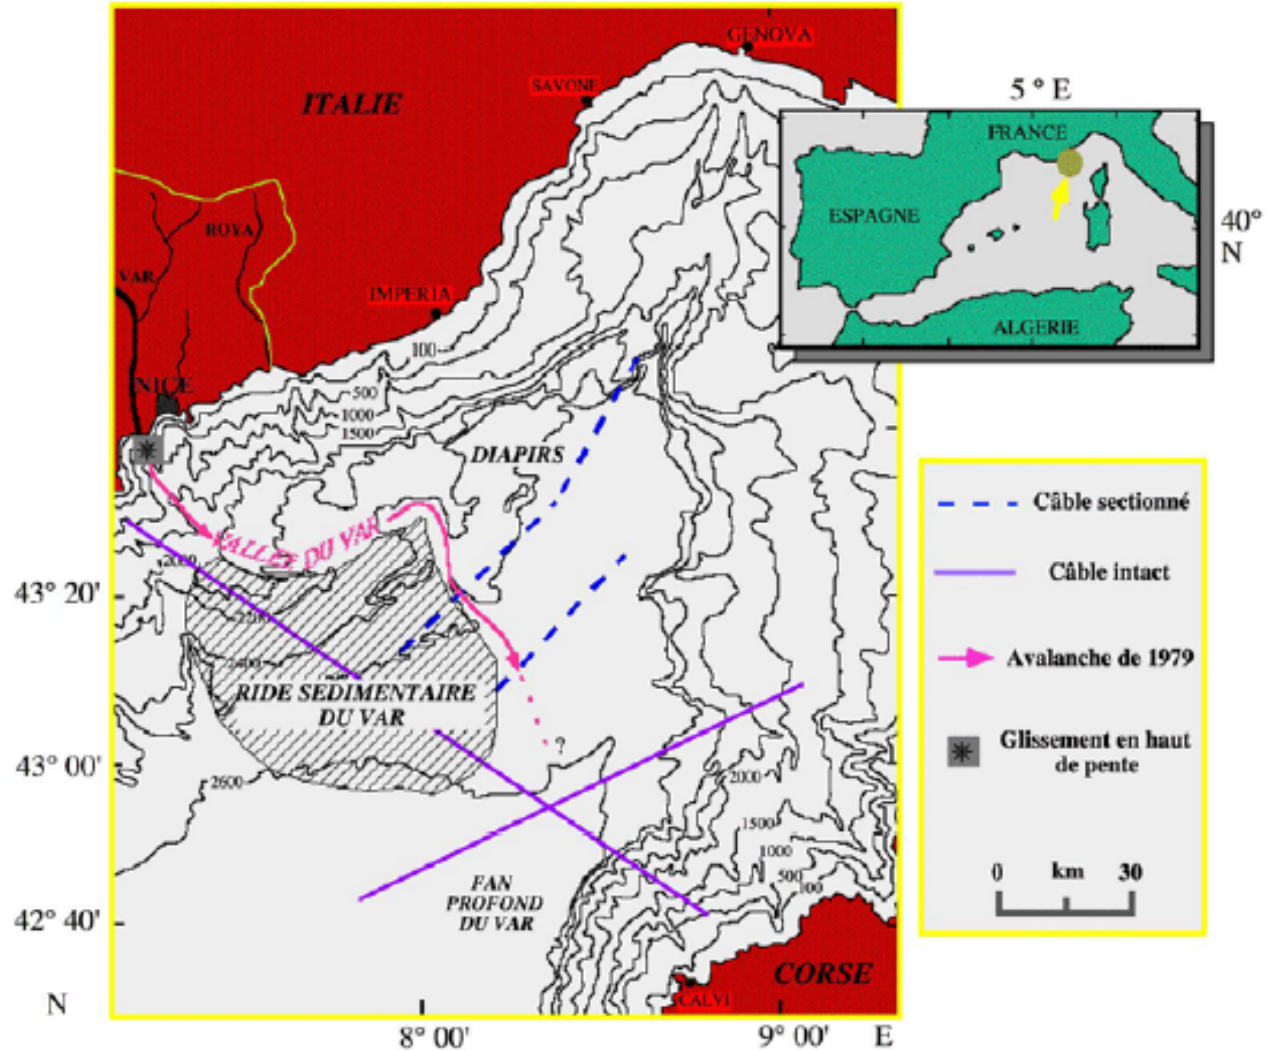 GENOVA
SAVONE
ITALIE
5 ° E
FRANCE
ESPAGNE
40°
N
ALGERIE
ROYA
VAR
IMPERIA
100
NICE
500
1000
1500
DIAPIRS
VALLEE DU VAR
2000
2200
2400
RIDE SEDIMENTAIRE
DU VAR
?
2600
2000
1500
1000
500
100
FAN
PROFOND
DU VAR
CORSE
CALVI
43° 20'
43° 00'
42° 40'
N
8° 00'
9° 00'
E
Câble sectionné
Câble intact
Avalanche de 1979
Glissement en haut
de pente
0 km 30